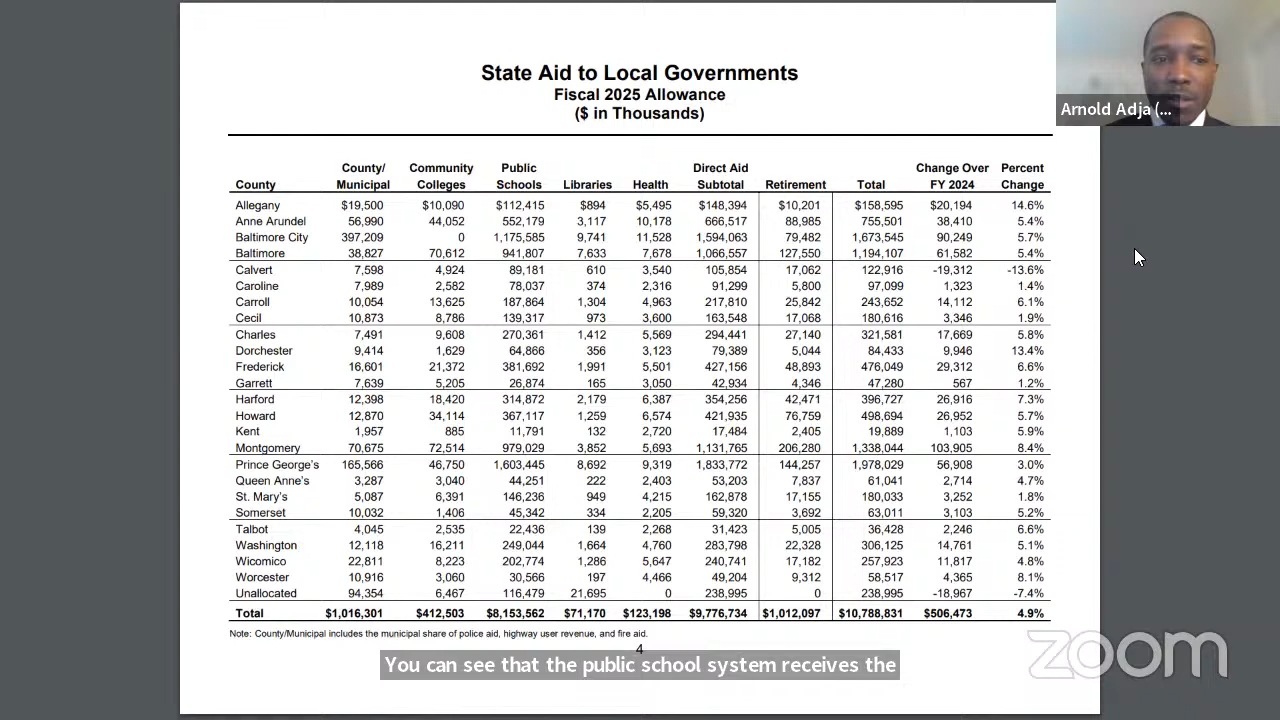 State Aid to Local Governments
Fiscal 2025 Allowance
($ in Thousands)
Arnold Adja (...
County/ Community Public Direct Aid Change Over Percent
County Municipal Colleges Schools Libraries Health Subtotal Retirement Total FY 2024 Change
Allegany $19,500 $10,090 $112,415 $894 $5,495 $148,394 $10,201 $158,595 $20,194 14.6%
Anne Arundel 56,990 44,052 552,179 3,117 10,178 666,517 88,985 755,501 38,410 5.4%
Baltimore City 397,209 0 1,175,585 9,741 11,528 1,594,063 79,482 1,673,545 90,249 5.7%
Baltimore 38,827 70,612 941,807 7,633 7,678 1,066,557 127,550 1,194,107 61,582 5.4%
Calvert 7,598 4,924 89,181 610 3,540 105,854 17,062 122,916 -19,312 -13.6%
Caroline 7,989 2,582 78,037 374 2,316 91,299 5,800 97,099 1,323 1.4%
Carroll 10,054 13,625 187,864 1,304 4,963 217,810 25,842 243,652 14,112 6.1%
Cecil 10,873 8,786 139,317 973 3,600 163,548 17,068 180,616 3,346 1.9%
Charles 7,491 9,608 270,361 1,412 5,569 294,441 27,140 321,581 17,669 5.8%
Dorchester 9,414 1,629 64,866 356 3,123 79,389 5,044 84,433 9,946 13.4%
Frederick 16,601 21,372 381,692 1,991 5,501 427,156 48,893 476,049 29,312 6.6%
Garrett 7,639 5,205 26,874 165 3,050 42,934 4,346 47,280 567 1.2%
Harford 12,398 18,420 314,872 2,179 6,387 354,256 42,471 396,727 26,916 7.3%
Howard 12,870 34,114 367,117 1,259 6,574 421,935 76,759 498,694 26,952 5.7%
Kent 1,957 885 11,791 132 2,720 17,484 2,405 19,889 1,103 5.9%
Montgomery 70,675 72,514 979,029 3,852 5,693 1,131,765 206,280 1,338,044 103,905 8.4%
Prince George's 165,566 46,750 1,603,445 8,692 9,319 1,833,772 144,257 1,978,029 56,908 3.0%
Queen Anne's 3,287 3,040 44,251 222 2,403 53,203 7,837 61,041 2,714 4.7%
St. Mary's 5,087 6,391 146,236 949 4,215 162,878 17,155 180,033 3,252 1.8%
Somerset 10,032 1,406 45,342 334 2,205 59,320 3,692 63,011 3,103 5.2%
Talbot 4,045 2,535 22,436 139 2,268 31,423 5,005 36,428 2,246 6.6%
Washington 12,118 16,211 249,044 1,664 4,760 283,798 22,328 306,125 14,761 5.1%
Wicomico 22,811 8,223 202,774 1,286 5,647 240,741 17,182 257,923 11,817 4.8%
Worcester 10,916 3,060 30,566 197 4,466 49,204 9,312 58,517 4,365 8.1%
Unallocated 94,354 6,467 116,479 21,695 0 238,995 0 238,995 -18,967 -7.4%
Total $1,016,301 $412,503 $8,153,562 $71,170 $123,198 $9,776,734 $1,012,097 $10,788,831 $506,473 4.9%
Note: County/Municipal includes the municipal share of police aid, highway user revenue, and fire aid.
4
You can see that the public school system receives the
zoom